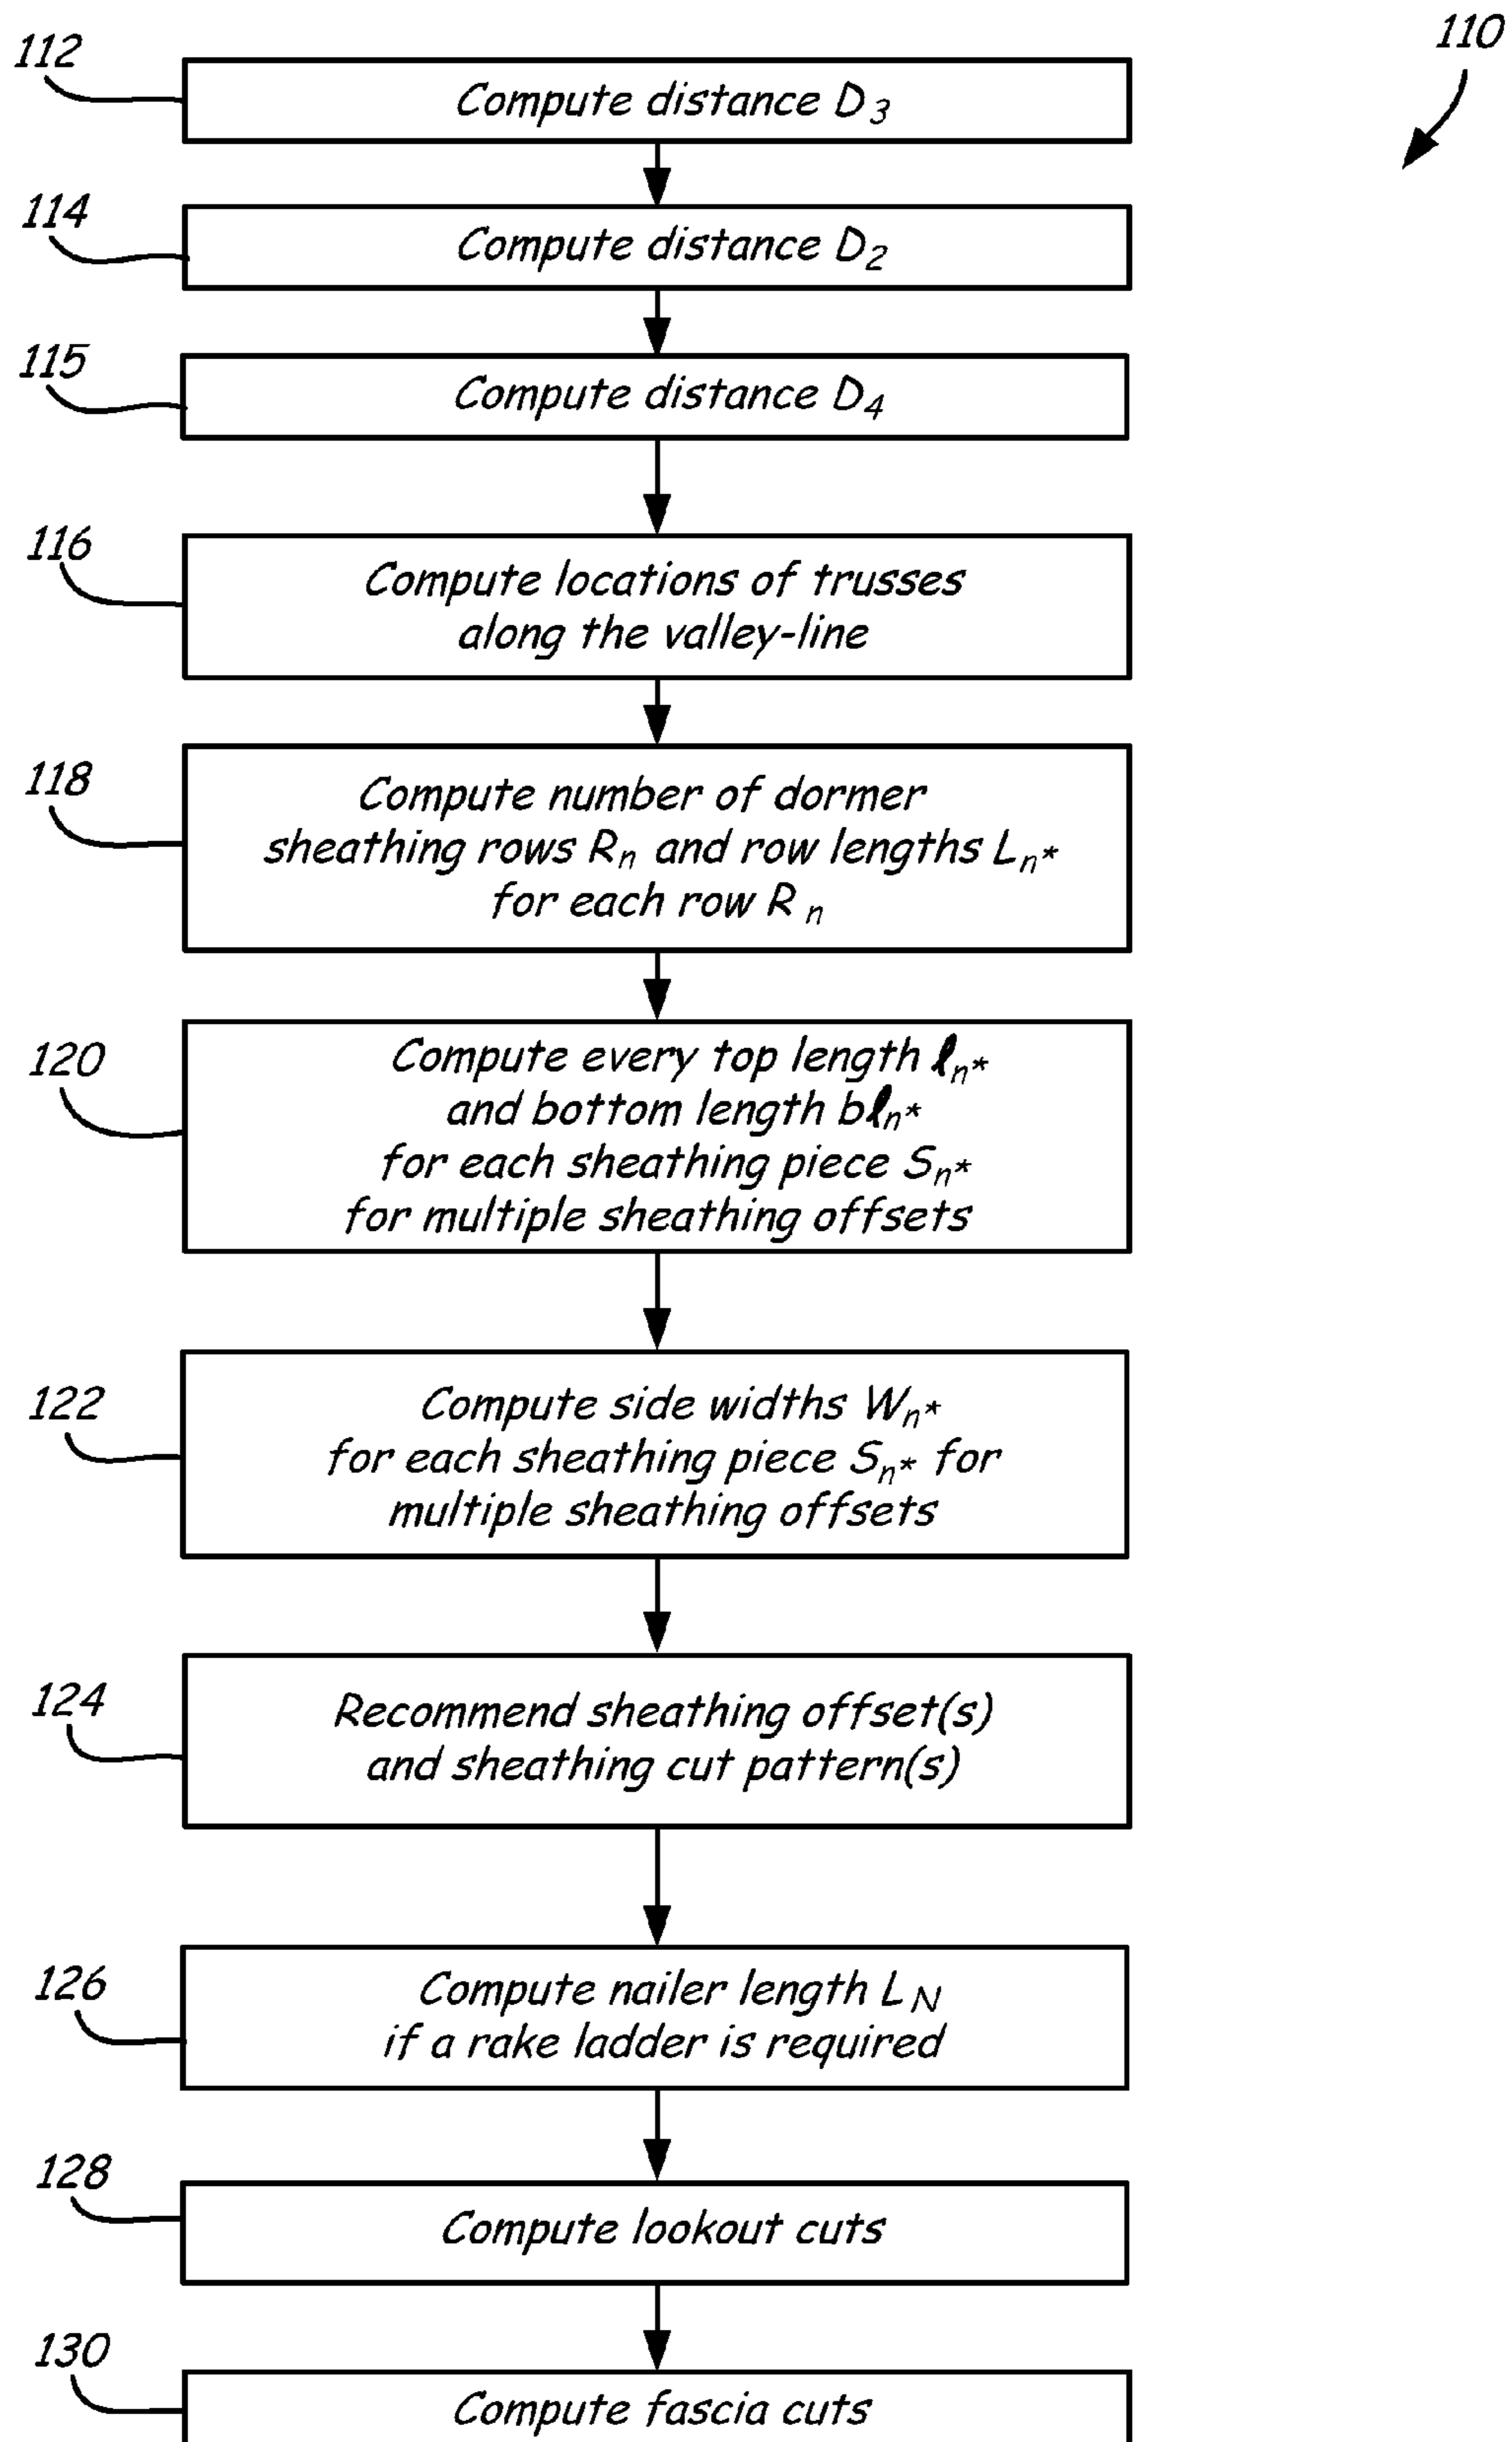 110
112
Compute distance D₃
114
Compute distance D₂
115
Compute distance D₄
116
Compute locations of trusses
along the valley-line
118
Compute number of dormer
sheathing rows Rₙ and row lengths Lₙ*
for each row Rₙ
120
Compute every top length ℓₙ*
and bottom length bℓₙ*
for each sheathing piece Sₙ*
for multiple sheathing offsets
122
Compute side widths Wₙ*
for each sheathing piece Sₙ* for
multiple sheathing offsets
124
Recommend sheathing offset(s)
and sheathing cut pattern(s)
126
Compute nailer length L_N
if a rake ladder is required
128
Compute lookout cuts
130
Compute fascia cuts